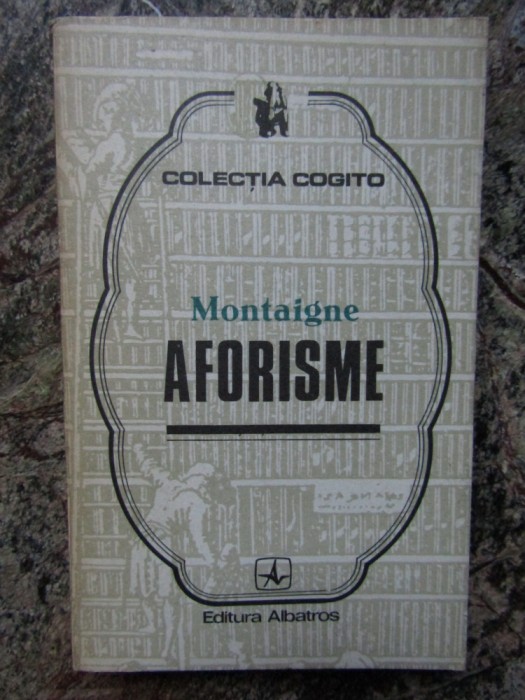 COLECȚIA COGITO
Montaigne
AFORISME
Editura Albatros